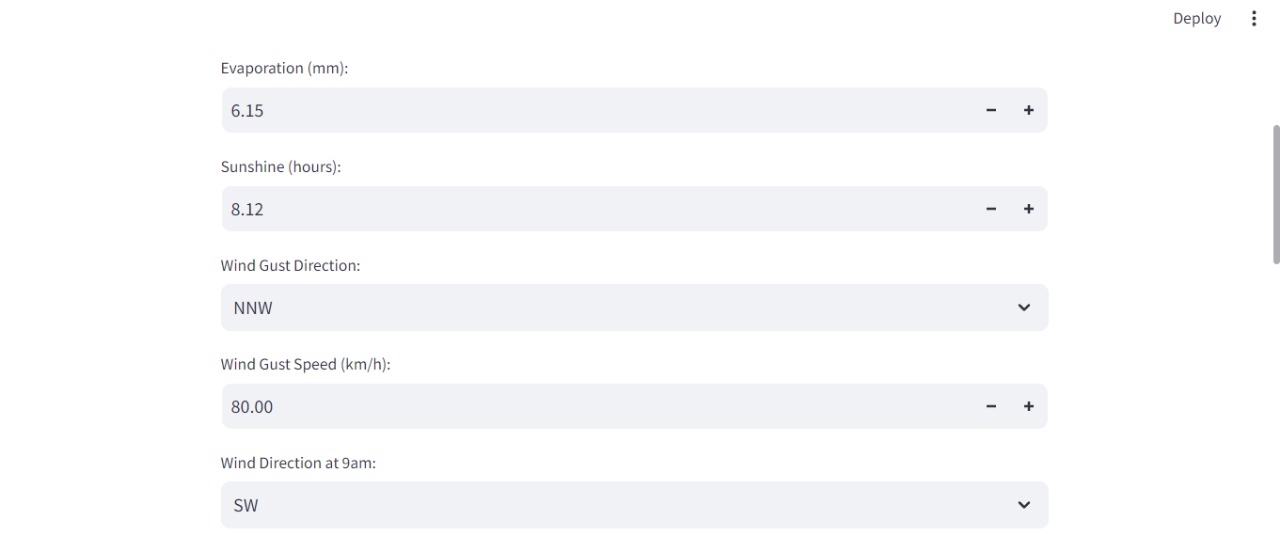 Deploy
Evaporation (mm):
6.15
Sunshine (hours):
8.12
Wind Gust Direction:
NNW
Wind Gust Speed (km/h):
80.00
Wind Direction at 9am:
SW